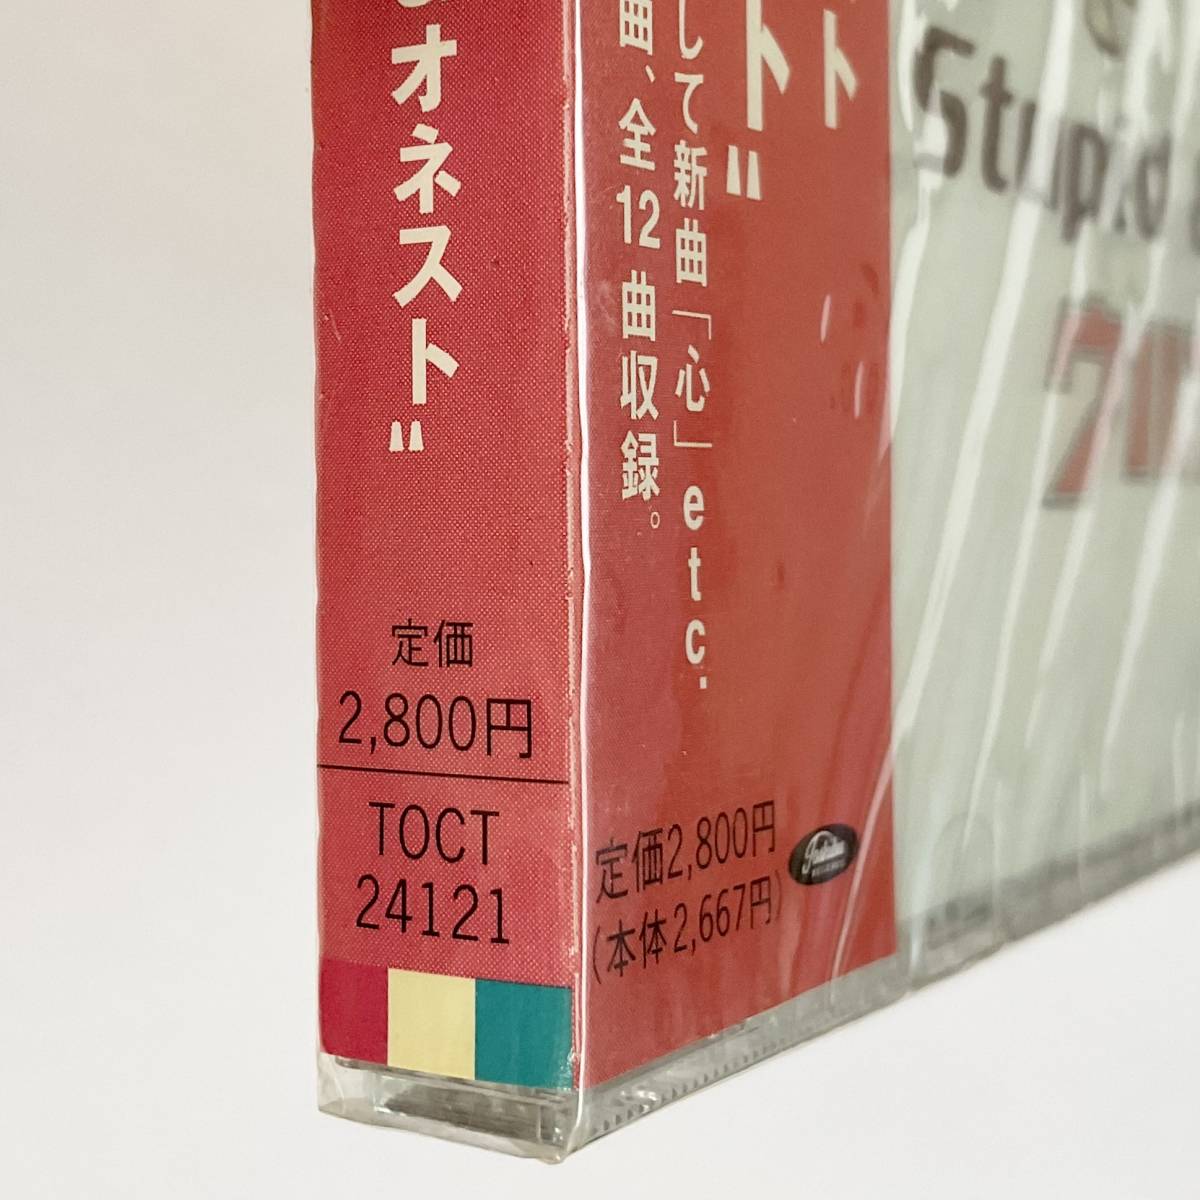 オネスト〟
定価
2,800円
TOCT
24121
ト
ト〟
して新曲「心」etc.
曲、全12曲収録。
定価2,800円
(本体2,667円)
Stupid